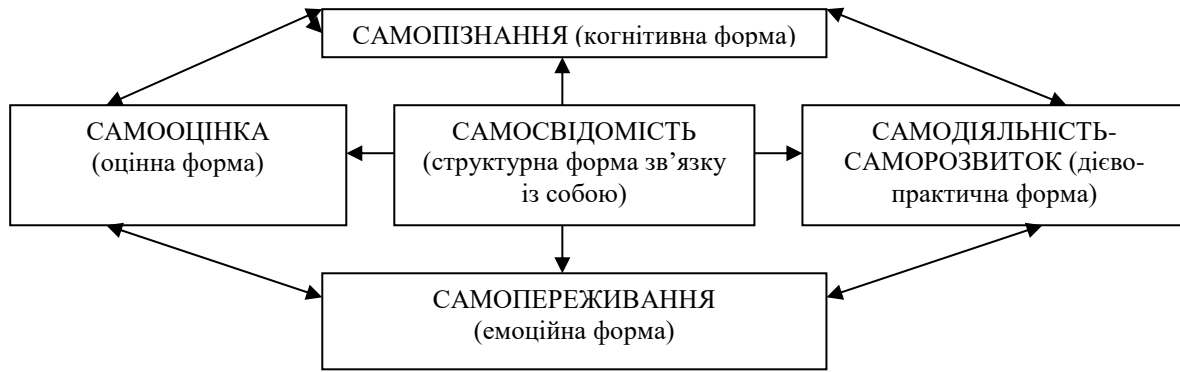 САМОПІЗНАННЯ (когнітивна форма)
САМООЦІНКА
(оцінна форма)
САМОСВІДОМІСТЬ
(структурна форма зв’язку
із собою)
САМОДІЯЛЬНІСТЬ-
САМОРОЗВИТОК (дієво-
практична форма)
САМОПЕРЕЖИВАННЯ
(емоційна форма)